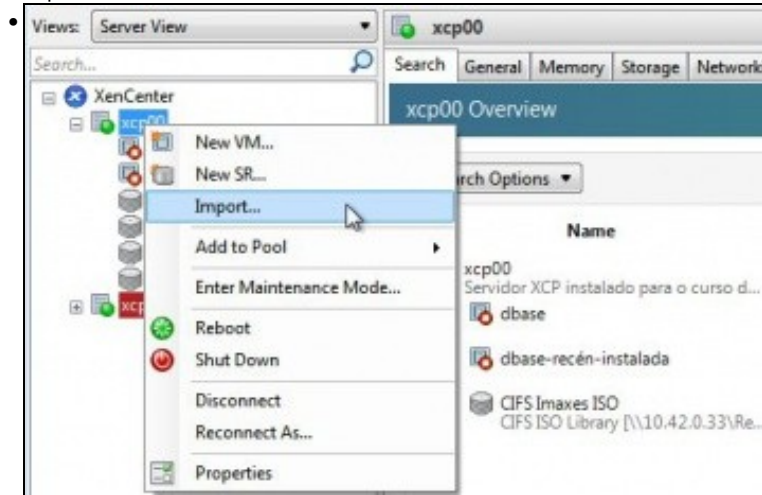 Views: Server View
Search...
XenCenter
xcp00
New VM...
New SR...
Import...
Add to Pool
Enter Maintenance Mode...
Reboot
Shut Down
Disconnect
Reconnect As...
Properties
xcp00
Search General Memory Storage Network
xcp00 Overview
Options
Name
xcp00
Servidor XCP instalado para o curso d...
dbase
dbase-recén-instalada
CIFS Imaxes ISO
CIFS ISO Library [\\10.42.0.33\Re...